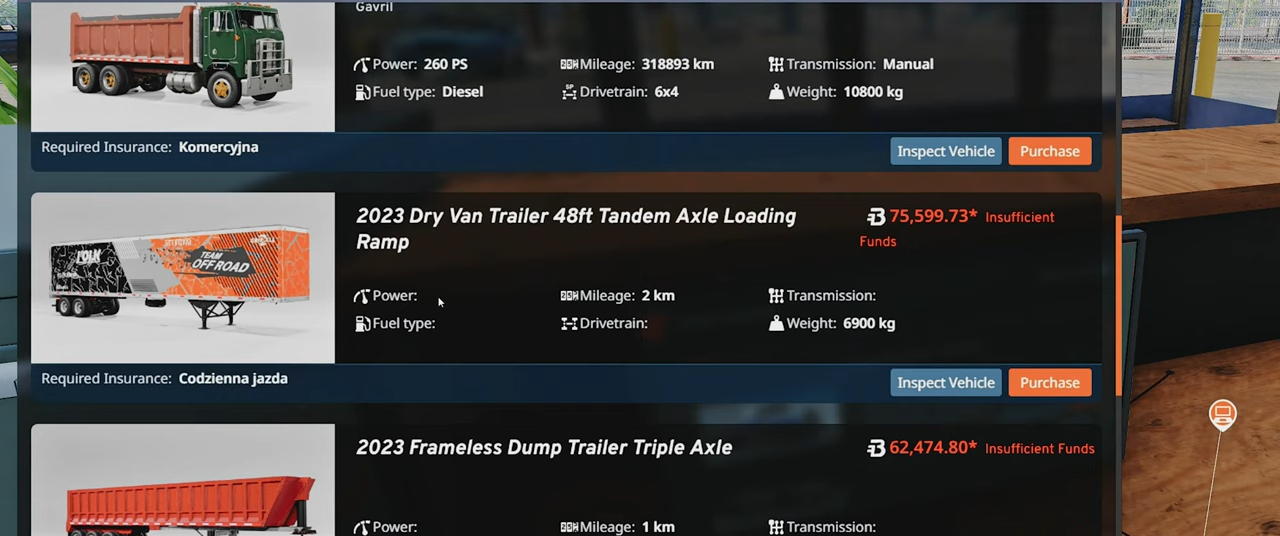 Gavril
Power: 260 PS Mileage: 318893 km Transmission: Manual
Fuel type: Diesel Drivetrain: 6x4 Weight: 10800 kg
Required Insurance: Komercyjna Inspect Vehicle Purchase
2023 Dry Van Trailer 48ft Tandem Axle Loading
Ramp
75,599.73* Insufficient
Funds
TEAM
OFF ROAD
Power: Mileage: 2 km Transmission:
Fuel type: Drivetrain: Weight: 6900 kg
Required Insurance: Codzienna jazda Inspect Vehicle Purchase
2023 Frameless Dump Trailer Triple Axle 62,474.80* Insufficient Funds
Power: Mileage: 1 km Transmission: